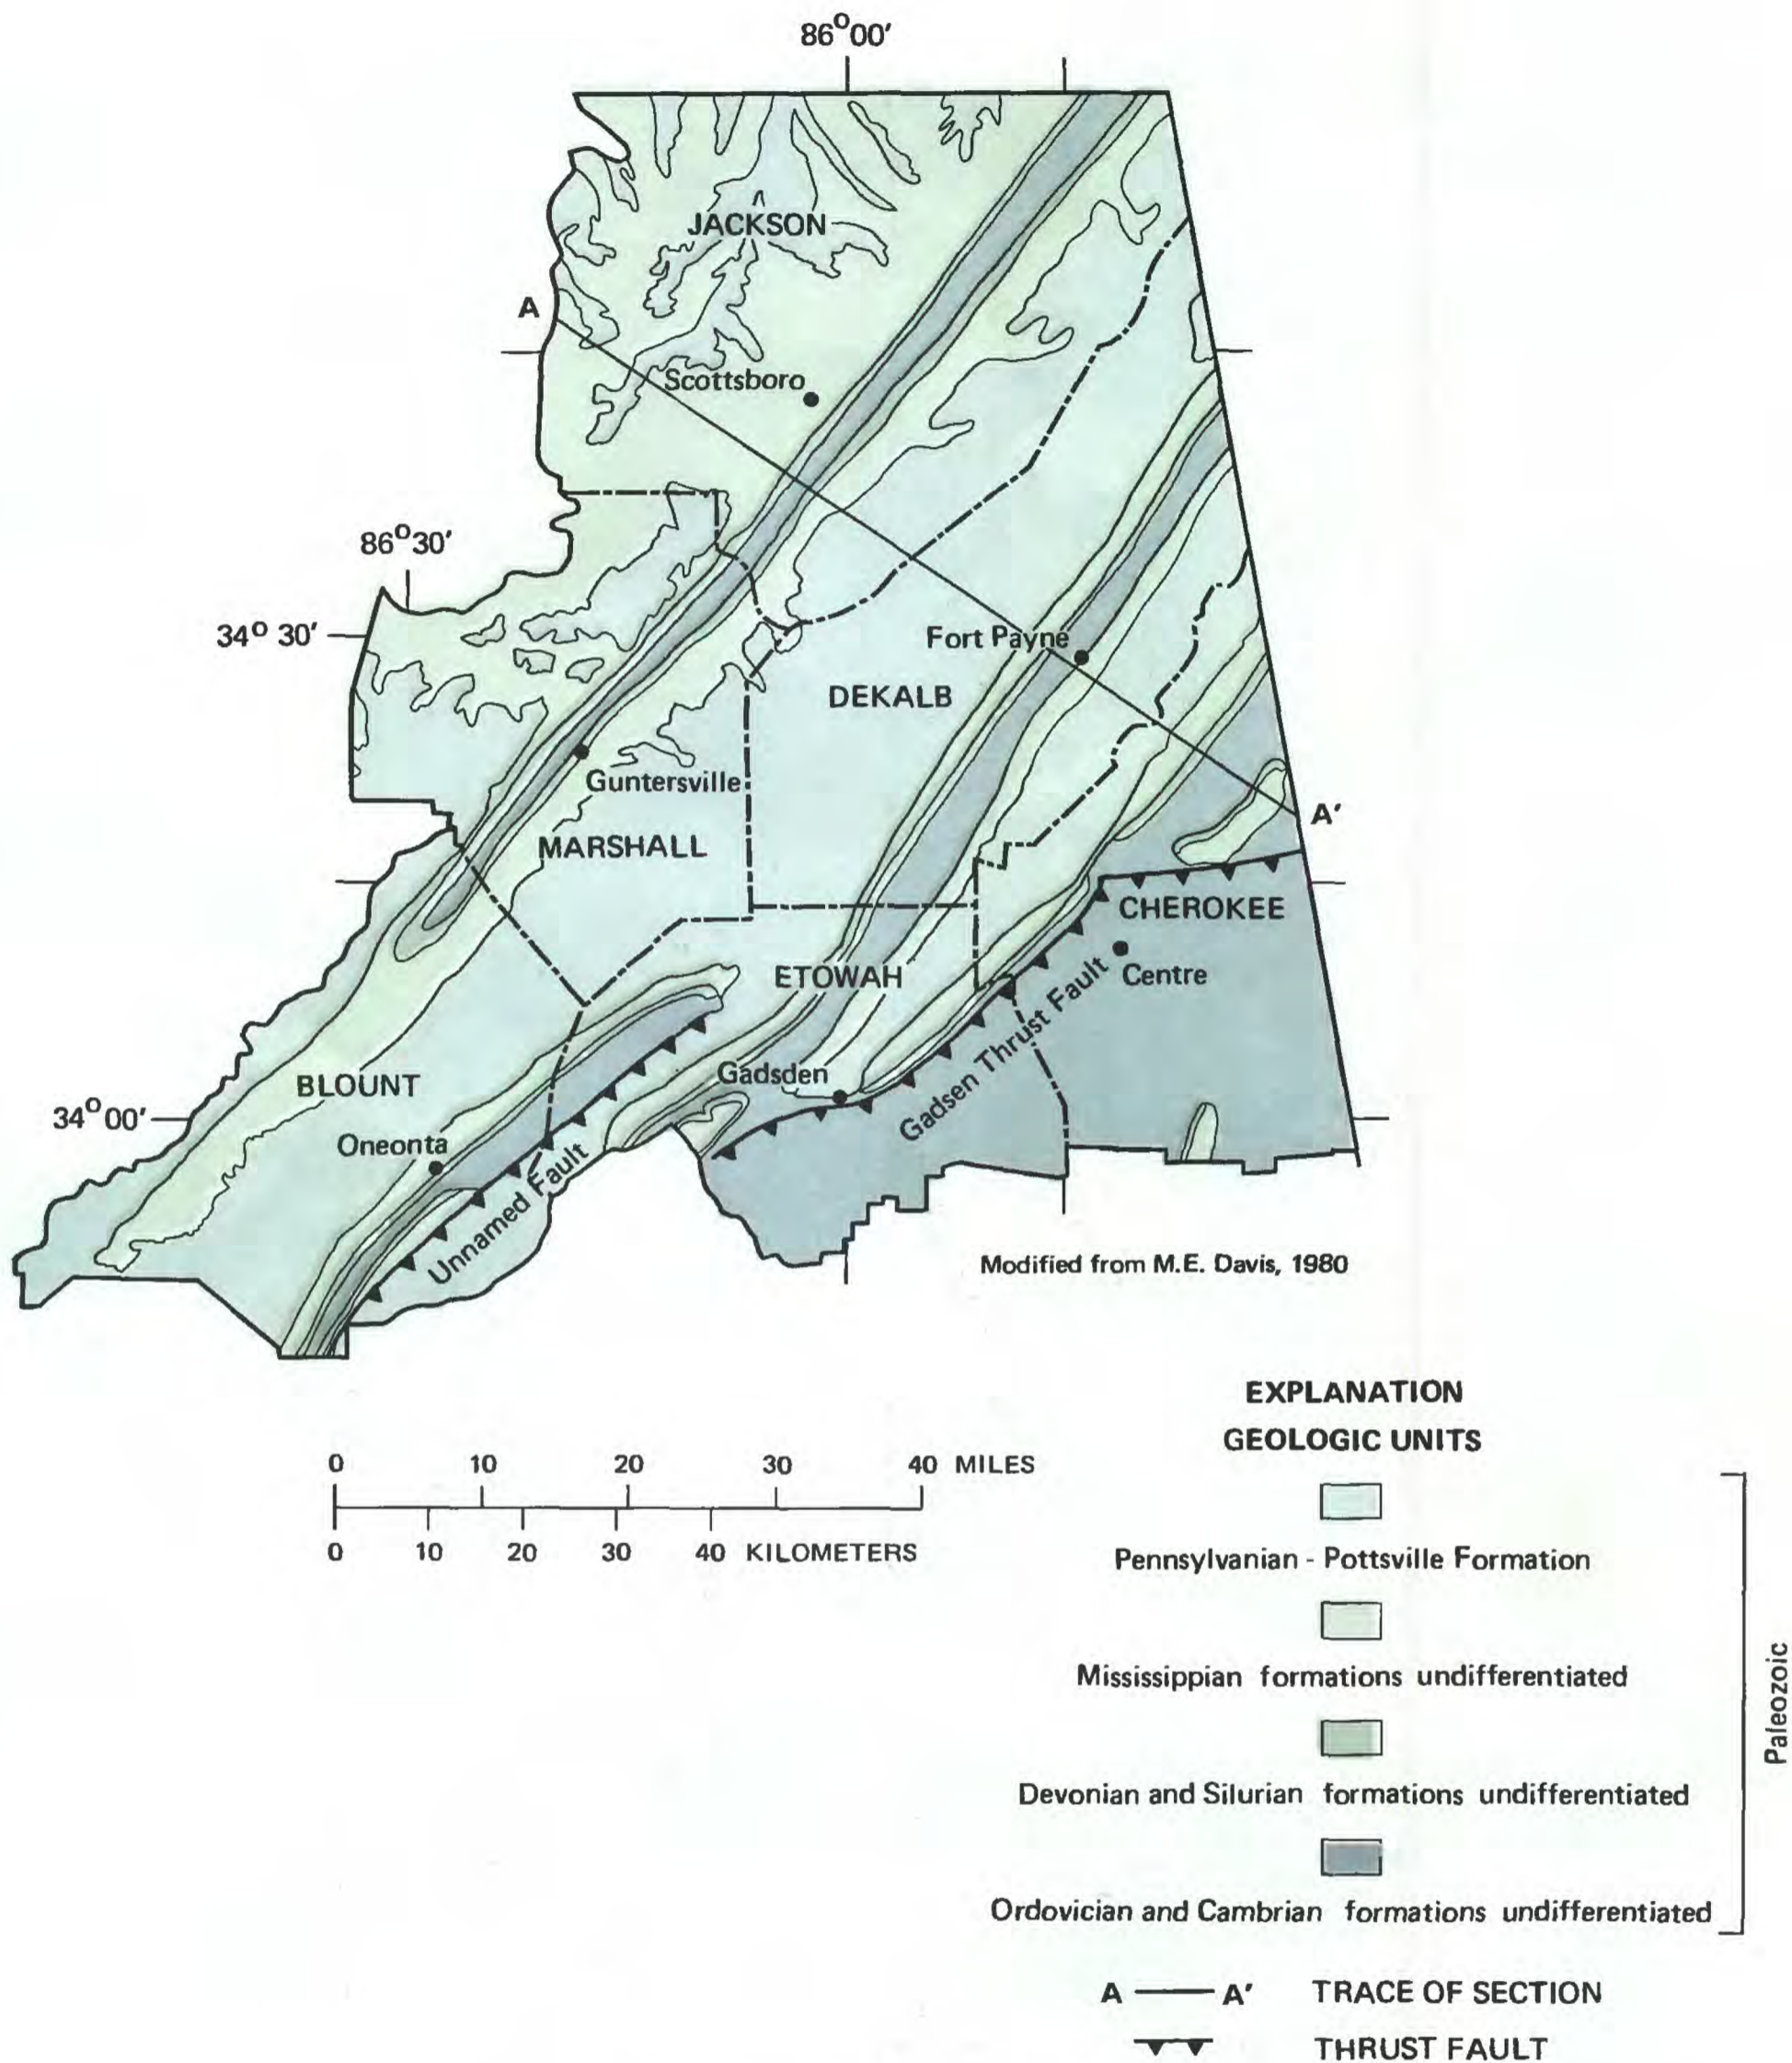 86°00'
JACKSON
A
Scottsboro
86°30'
34° 30'
Fort Payne
DEKALB
Guntersville
A'
MARSHALL
CHEROKEE
ETOWAH
Centre
Gadsen Thrust Fault
Gadsden
BLOUNT
34°00'
Oneonta
Unnamed Fault
Modified from M.E. Davis, 1980
EXPLANATION
GEOLOGIC UNITS
0 10 20 30 40 MILES
0 10 20 30 40 KILOMETERS
Pennsylvanian - Pottsville Formation
Mississippian formations undifferentiated
Devonian and Silurian formations undifferentiated
Ordovician and Cambrian formations undifferentiated
Paleozoic
A A' TRACE OF SECTION
THRUST FAULT